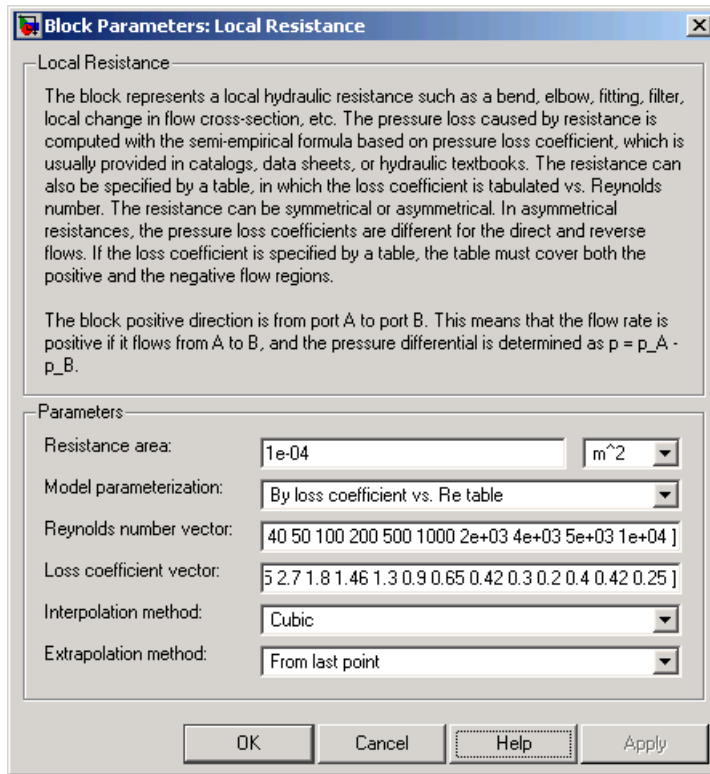 Block Parameters: Local Resistance
Local Resistance
The block represents a local hydraulic resistance such as a bend, elbow, fitting, filter,
local change in flow cross-section, etc. The pressure loss caused by resistance is
computed with the semi-empirical formula based on pressure loss coefficient, which is
usually provided in catalogs, data sheets, or hydraulic textbooks. The resistance can
also be specified by a table, in which the loss coefficient is tabulated vs. Reynolds
number. The resistance can be symmetrical or asymmetrical. In asymmetrical
resistances, the pressure loss coefficients are different for the direct and reverse
flows. If the loss coefficient is specified by a table, the table must cover both the
positive and the negative flow regions.
The block positive direction is from port A to port B. This means that the flow rate is
positive if it flows from A to B, and the pressure differential is determined as p = p_A -
p_B.
Parameters
Resistance area: 1e-04 m^2
Model parameterization: By loss coefficient vs. Re table
Reynolds number vector: 40 50 100 200 500 1000 2e+03 4e+03 5e+03 1e+04 ]
Loss coefficient vector: 5 2.7 1.8 1.46 1.3 0.9 0.65 0.42 0.3 0.2 0.4 0.42 0.25 ]
Interpolation method: Cubic
Extrapolation method: From last point
OK Cancel Help Apply